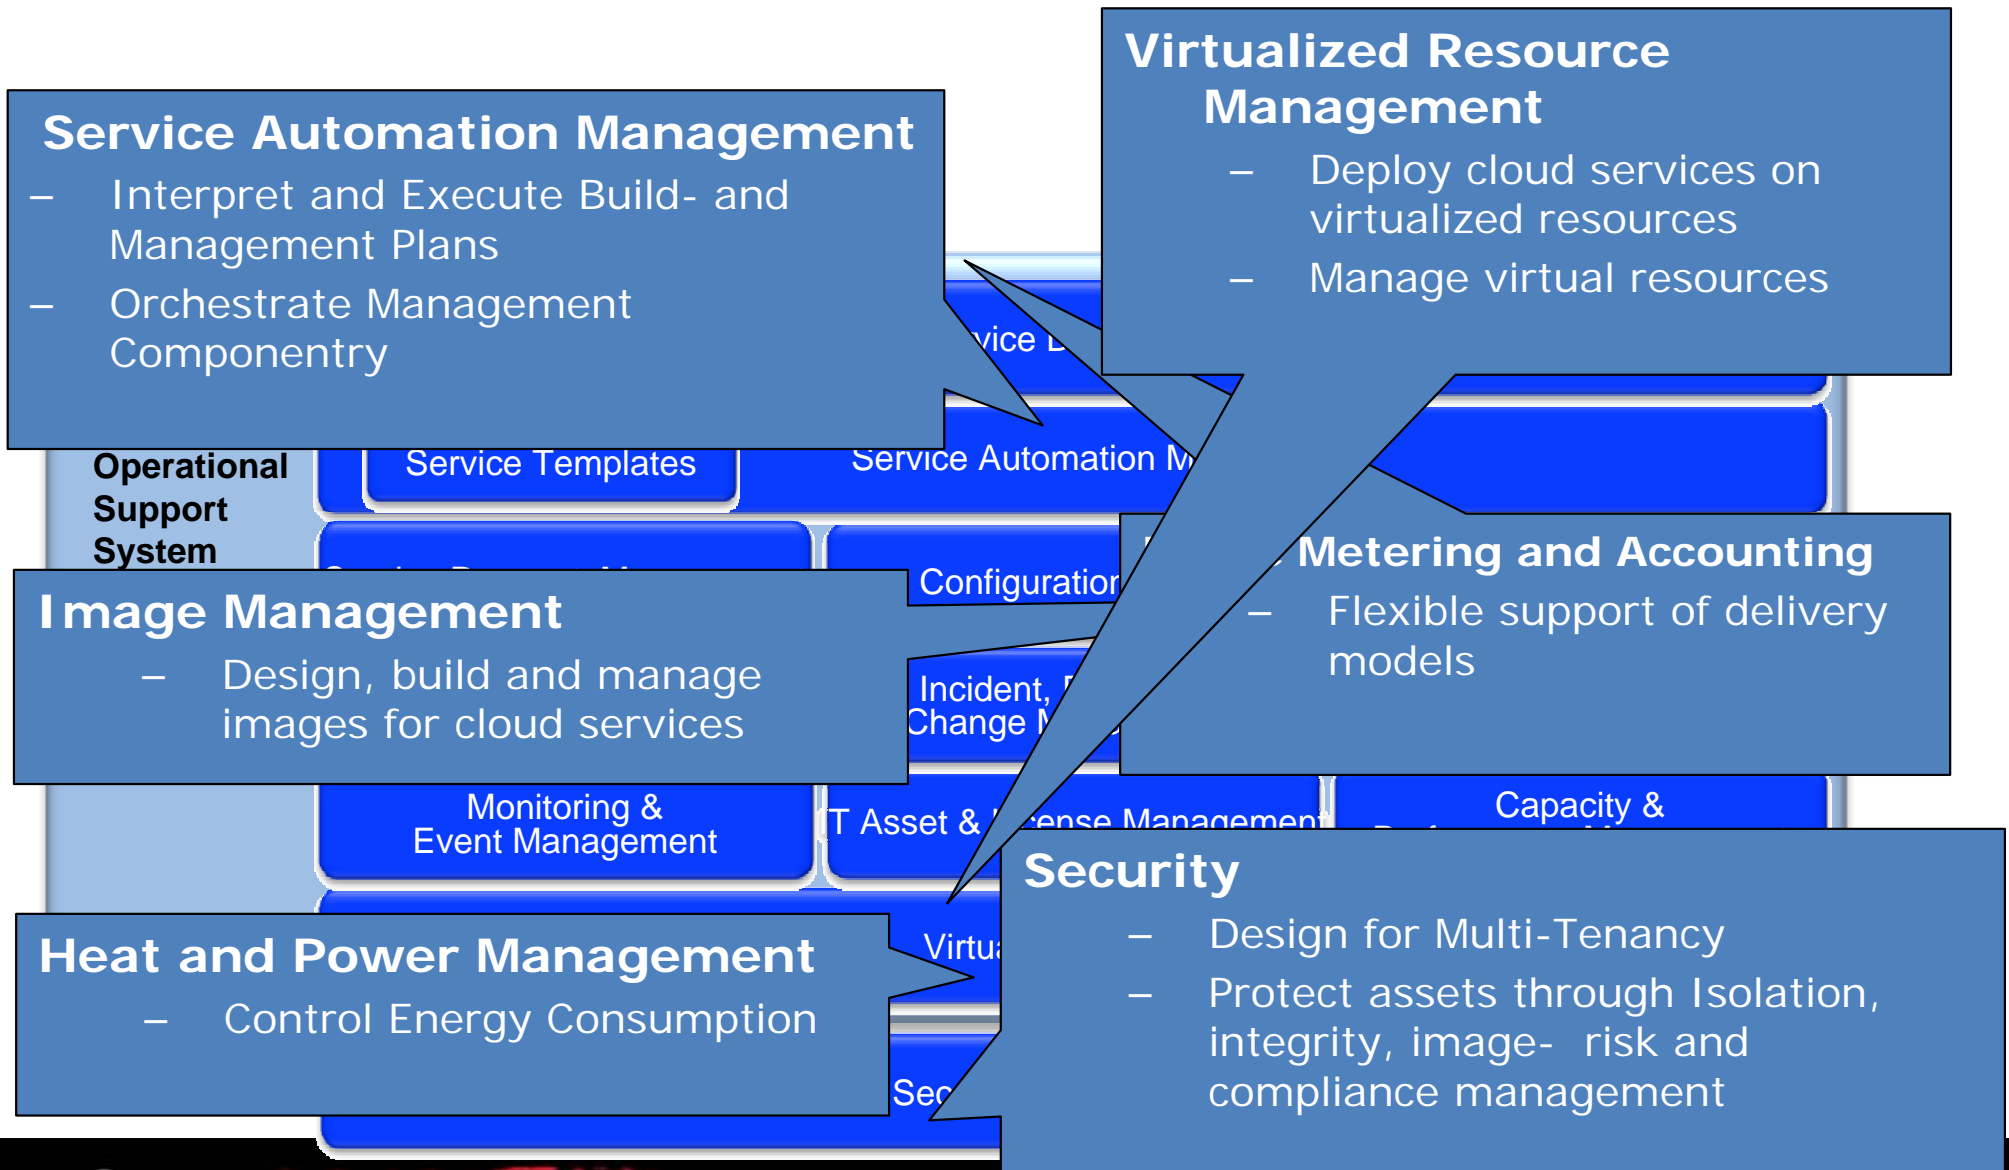 Virtualized Resource
Management
– Deploy cloud services on
virtualized resources
– Manage virtual resources
Service Automation Management
– Interpret and Execute Build- and
Management Plans
– Orchestrate Management
Componentry
Operational
Support
System
Service Templates
Service Automation
Metering and Accounting
– Flexible support of delivery
models
Image Management
– Design, build and manage
images for cloud services
Incident,
Change
Monitoring &
Event Management
IT Asset & License Management
Capacity &
Security
– Design for Multi-Tenancy
– Protect assets through Isolation,
integrity, image- risk and
compliance management
Heat and Power Management
– Control Energy Consumption